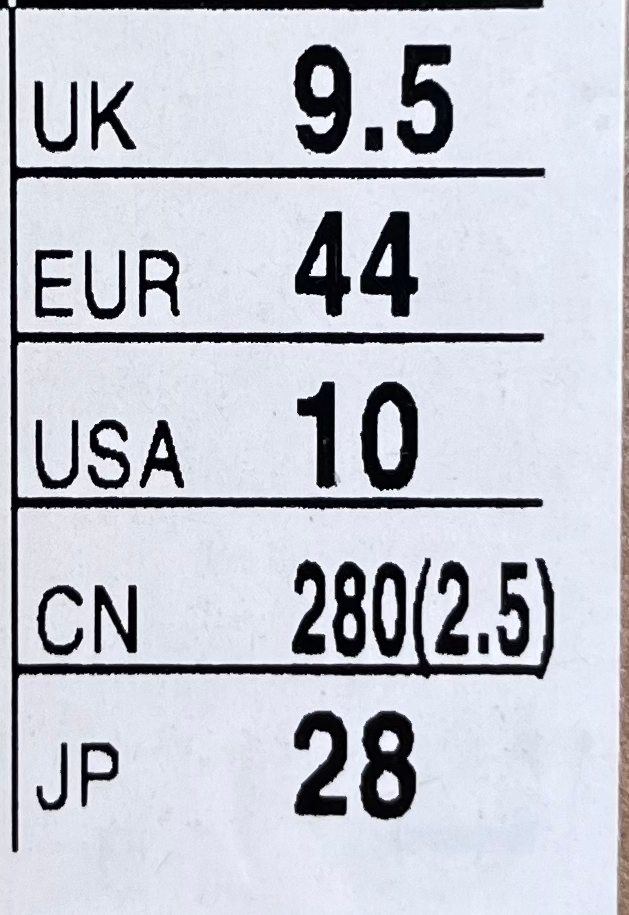 UK 9.5
EUR 44
USA 10
CN 280(2.5)
JP 28